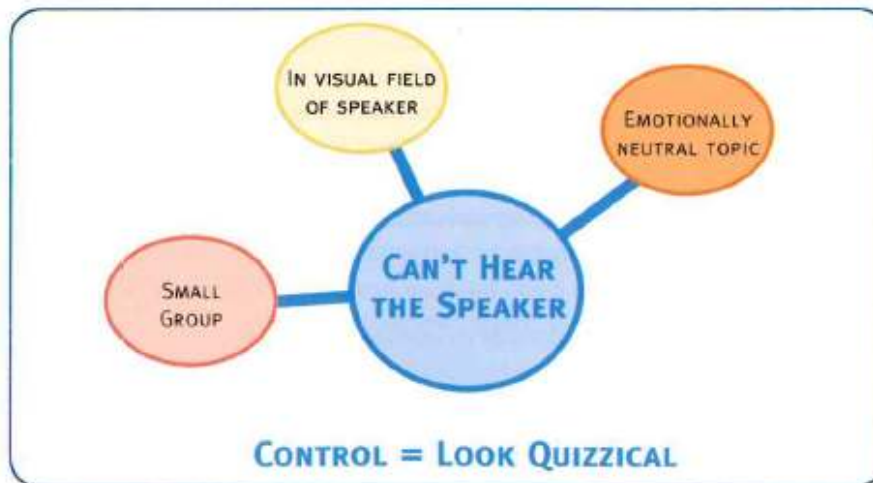 IN VISUAL FIELD
OF SPEAKER
EMOTIONALLY
NEUTRAL TOPIC
CAN'T HEAR
THE SPEAKER
SMALL
GROUP
CONTROL = LOOK QUIZZICAL